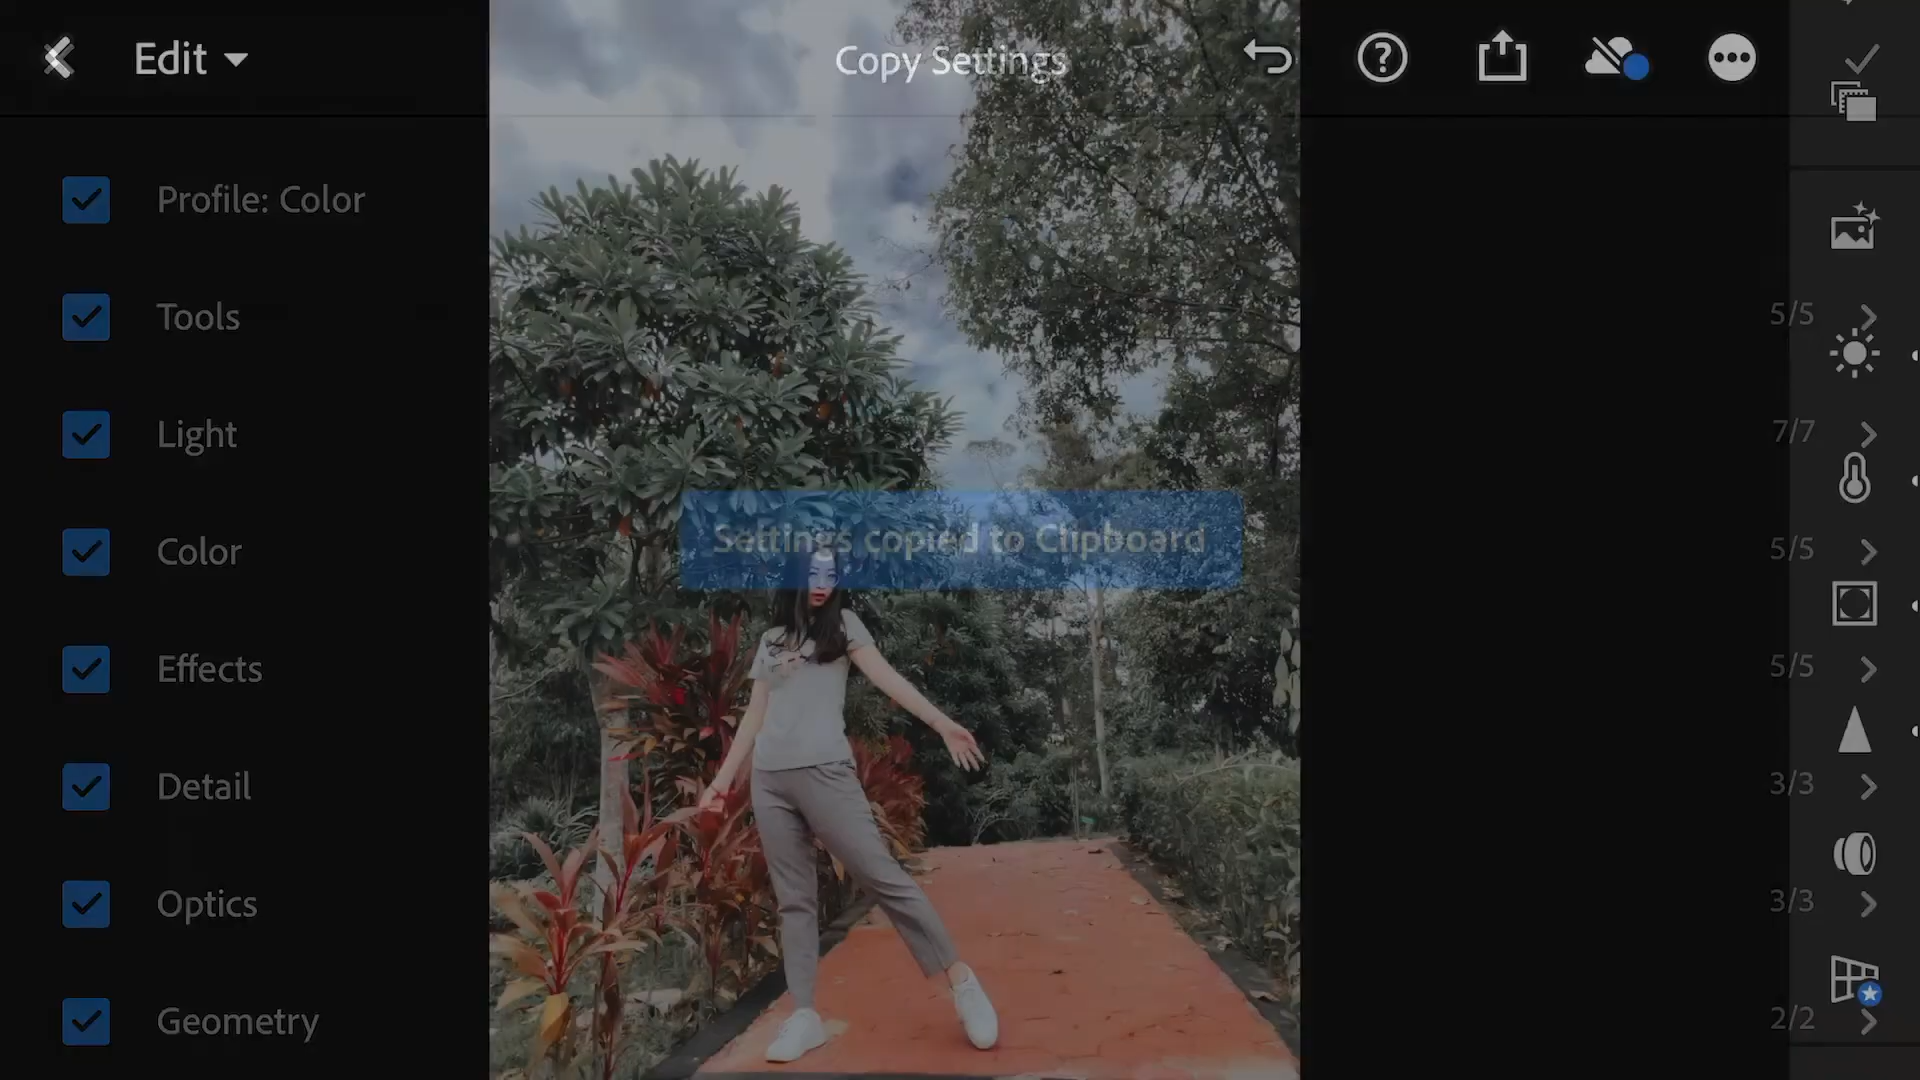 Edit
Copy Settings
Profile: Color
Tools 5/5
Light 7/7
Color 5/5
Effects 5/5
Detail 3/3
Optics 3/3
Geometry 2/2
Settings copied to Clipboard